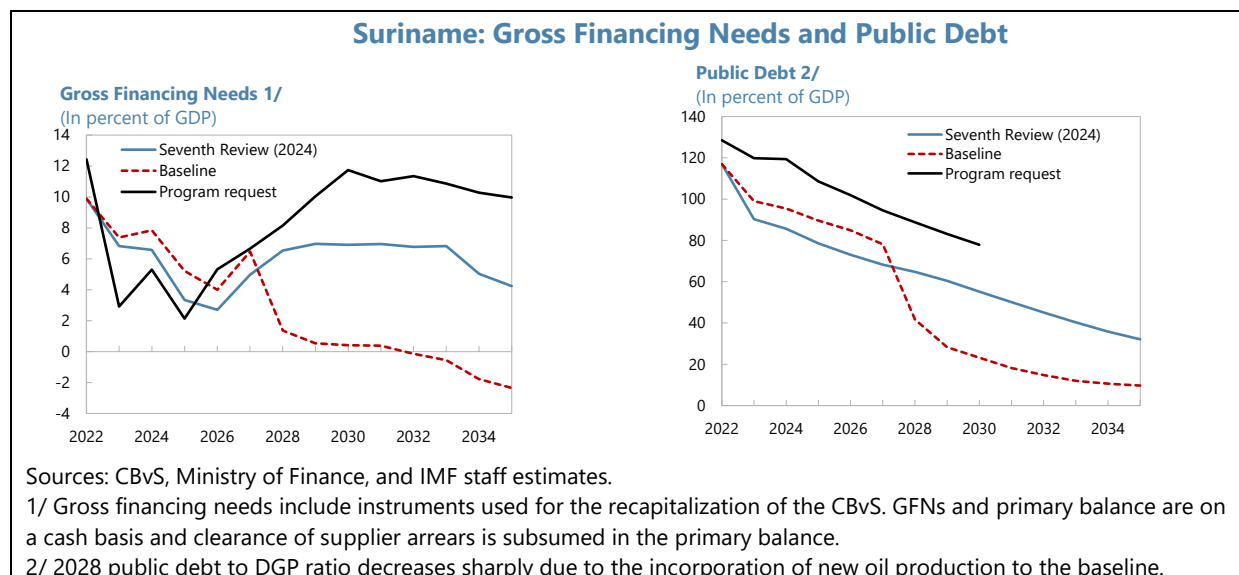 Suriname: Gross Financing Needs and Public Debt
Gross Financing Needs 1/
(In percent of GDP)
14
12
10
8
6
4
2
0
-2
-4
Seventh Review (2024)
Baseline
Program request
2022
2024
2026
2028
2030
2032
2034
Public Debt 2/
(In percent of GDP)
140
120
100
80
60
40
20
0
Seventh Review (2024)
Baseline
Program request
2022
2024
2026
2028
2030
2032
2034
Sources: CBvS, Ministry of Finance, and IMF staff estimates.
1/ Gross financing needs include instruments used for the recapitalization of the CBvS. GFNs and primary balance are on
a cash basis and clearance of supplier arrears is subsumed in the primary balance.
2/ 2028 public debt to DGP ratio decreases sharply due to the incorporation of new oil production to the baseline.